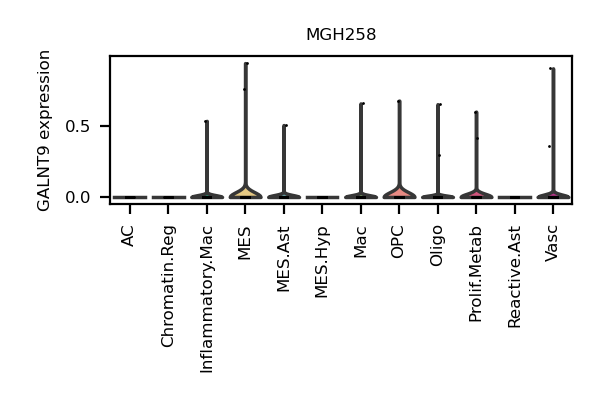 MGH258
GALNT9 expression
0.5
0.0
AC
Chromatin.Reg
Inflammatory.Mac
MES
MES.Ast
MES.Hyp
Mac
OPC
Oligo
Prolif.Metab
Reactive.Ast
Vasc